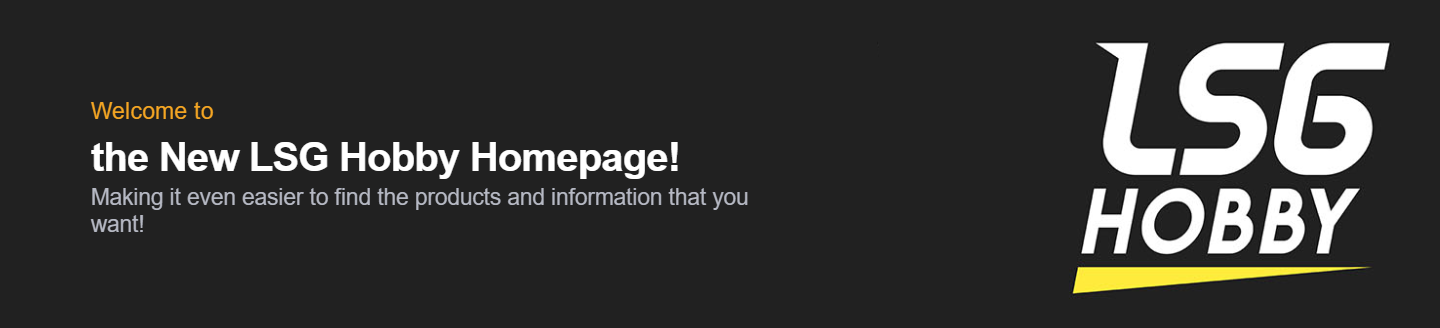 Welcome to
the New LSG Hobby Homepage!
Making it even easier to find the products and information that you
want!
LSG
HOBBY